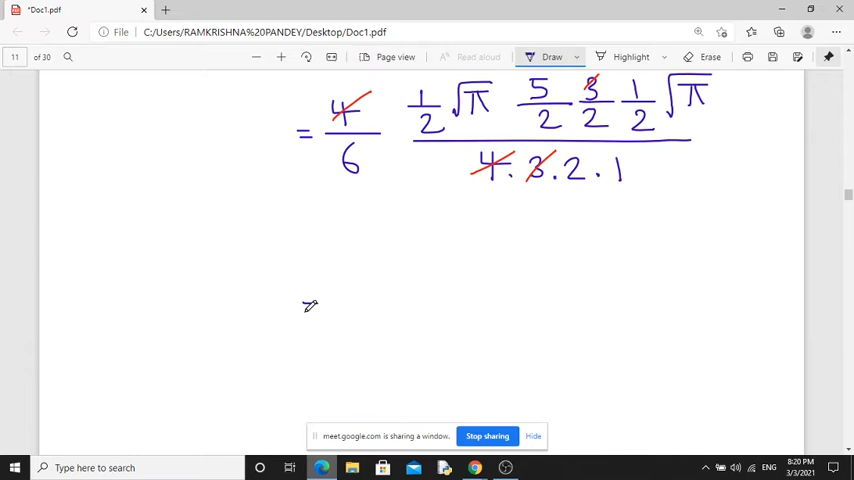 *Doc1.pdf
File C:/Users/RAMKRISHNA%20PANDEY/Desktop/Doc1.pdf
11 of 30 Page view Read aloud Draw Highlight Erase
= 4/6 1/2 √π 5/2 3/2 1/2 √π / 4 . 3 . 2 . 1
meet.google.com is sharing a window. Stop sharing Hide
Type here to search
ENG 8:20 PM
3/3/2021